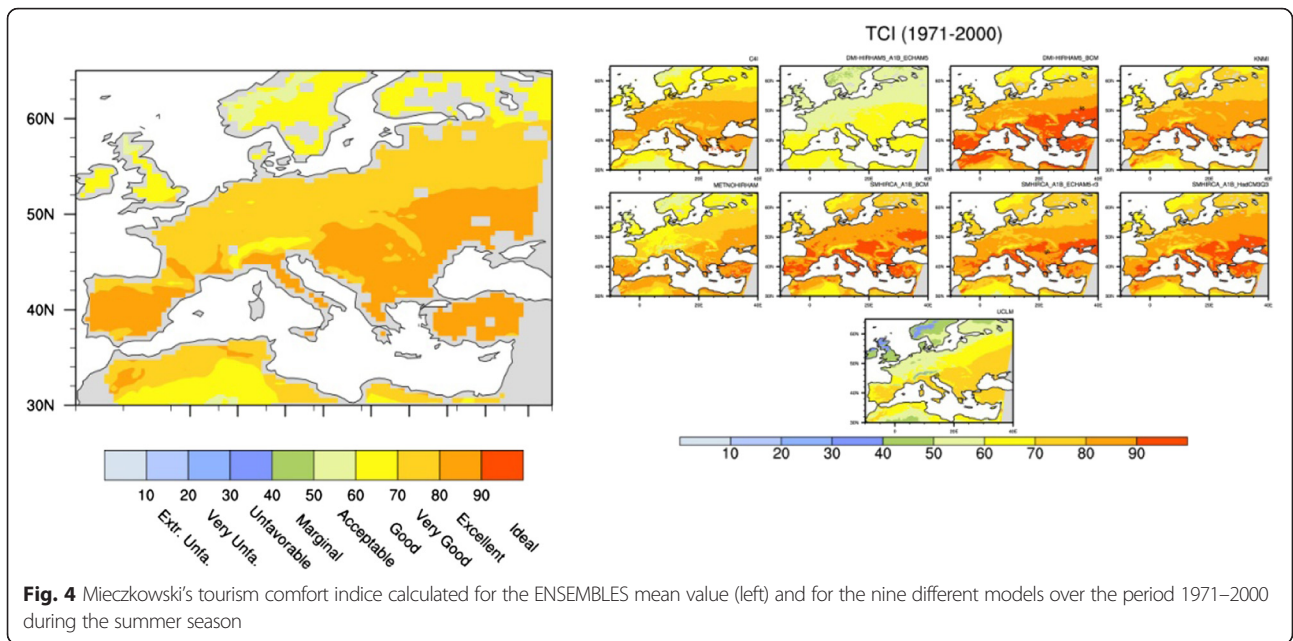 TCI (1971-2000)
60N
50N
40N
30N
10 20 30 40 50 60 70 80 90
Extr. Unfa.
Very Unfa.
Unfavorable
Marginal
Acceptable
Good
Very Good
Excellent
Ideal
C4I
DMI-HIRHAM5_A1B_ECHAM5
DMI-HIRHAM5_BCM
KNMI
METNOHIRHAM
SMHIRCA_A1B_BCM
SMHIRCA_A1B_ECHAM5-r3
SMHIRCA_A1B_HadCM3Q3
UCLM
10 20 30 40 50 60 70 80 90
Fig. 4 Mieczkowski's tourism comfort indice calculated for the ENSEMBLES mean value (left) and for the nine different models over the period 1971–2000
during the summer season